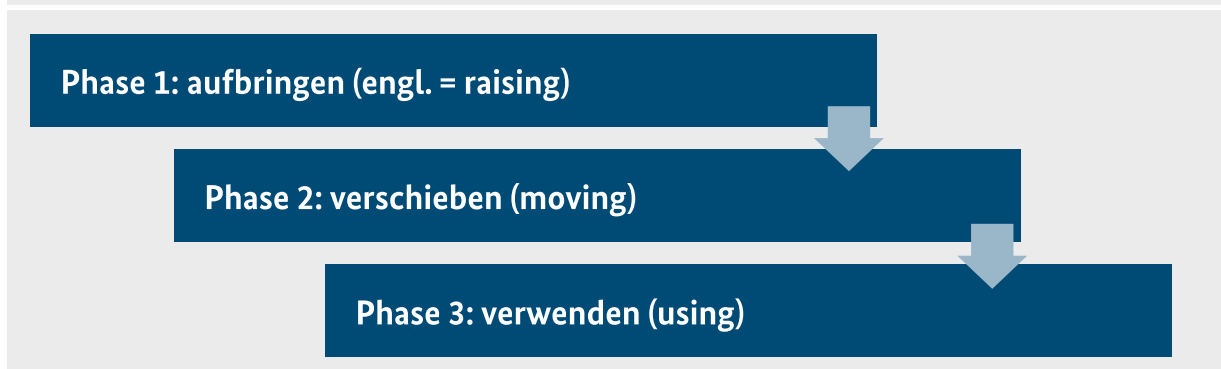 Phase 1: aufbringen (engl. = raising)
Phase 2: verschieben (moving)
Phase 3: verwenden (using)